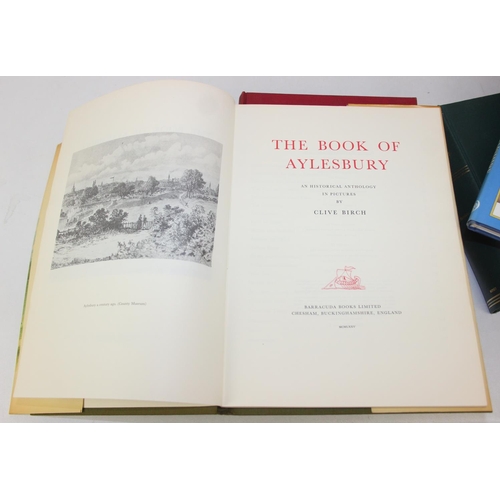 THE BOOK OF
AYLESBURY
AN HISTORICAL ANTHOLOGY
IN PICTURES
BY
CLIVE BIRCH
BARRACUDA BOOKS LIMITED
CHESHAM, BUCKINGHAMSHIRE, ENGLAND